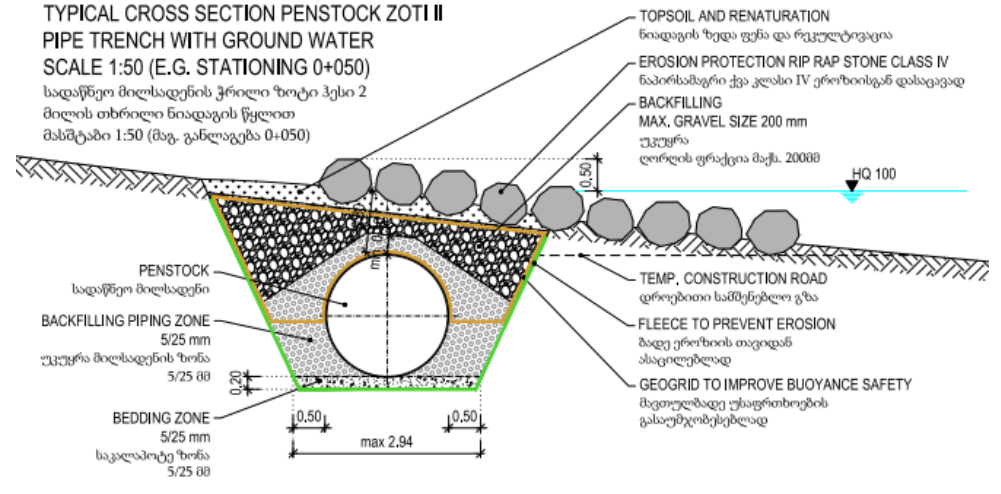 TYPICAL CROSS SECTION PENSTOCK ZOTI II
PIPE TRENCH WITH GROUND WATER
SCALE 1:50 (E.G. STATIONING 0+050)
სადაწნეო მილსადენის ჭრილი ზოტი ჰესი 2
მილის თხრილი ნიადაგის წყლით
მასშტაბი 1:50 (მაგ. განლაგება 0+050)
TOPSOIL AND RENATURATION
ნიადაგის ზედა ფენა და რეკულტივაცია
EROSION PROTECTION RIP RAP STONE CLASS IV
ნაპირსამაგრი ქვა კლასი IV ეროზიისგან დასაცავად
BACKFILLING
MAX. GRAVEL SIZE 200 mm
უკუყრა
ღორღის ფრაქცია მაქს. 200მმ
0,50
HQ 100
PENSTOCK
სადაწნეო მილსადენი
BACKFILLING PIPING ZONE
5/25 mm
უკუყრა მილსადენის ზონა
5/25 მმ
0,20
BEDDING ZONE
5/25 mm
საგალაპოტე ზონა
5/25 მმ
0,50
0,50
max 2.94
TEMP. CONSTRUCTION ROAD
დროებითი სამშენებლო გზა
FLEECE TO PREVENT EROSION
ბადე ეროზიის თავიდან
ასაცილებლად
GEOGRID TO IMPROVE BUOYANCE SAFETY
მავთულბადე უსაფრთხოების
გასაუმჯობესებლად